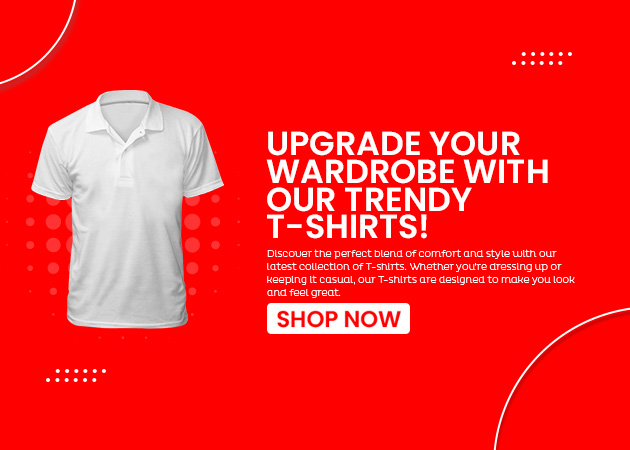 UPGRADE YOUR
WARDROBE WITH
OUR TRENDY
T-SHIRTS!
Discover the perfect blend of comfort and style with our
latest collection of T-shirts. Whether you're dressing up or
keeping it casual, our T-shirts are designed to make you look
and feel great.
SHOP NOW